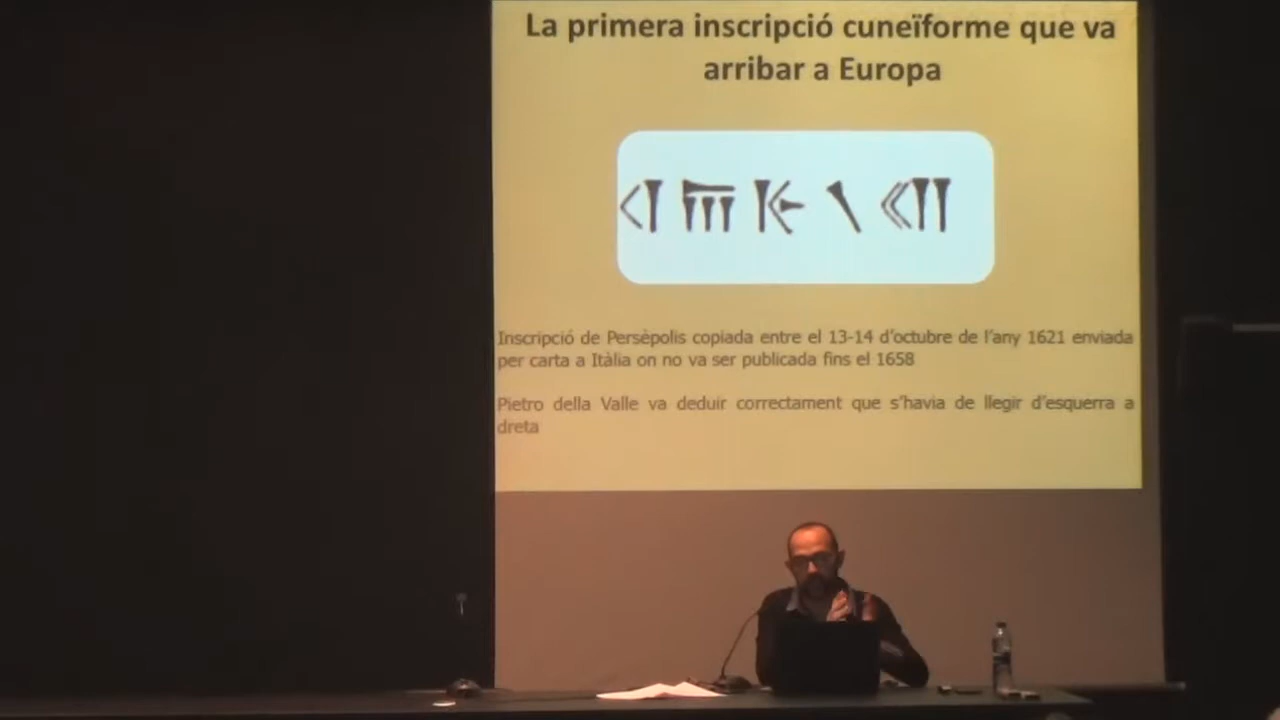 La primera inscripció cuneïforme que va
arribar a Europa
𐎤 𐎢 𐎡 𐏐 𐎴
Inscripció de Persèpolis copiada entre el 13-14 d'octubre de l'any 1621 enviada
per carta a Itàlia on no va ser publicada fins el 1658
Pietro della Valle va deduir correctament que s'havia de llegir d'esquerra a
dreta